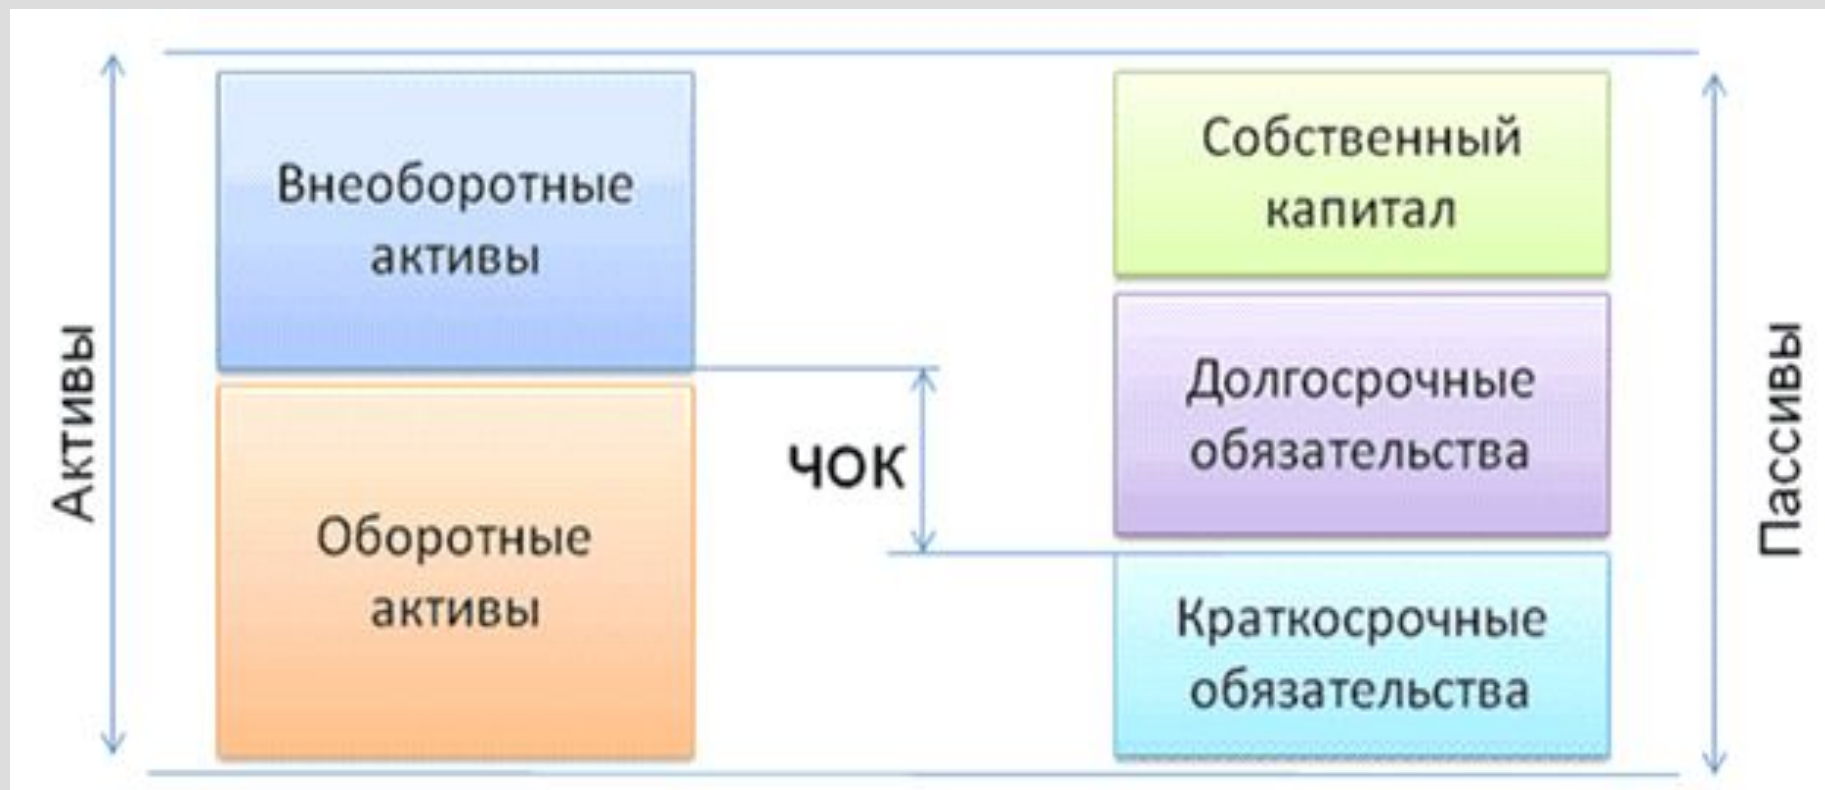 Активы
Внеоборотные
активы
Оборотные
активы
ЧОК
Собственный
капитал
Долгосрочные
обязательства
Краткосрочные
обязательства
Пассивы